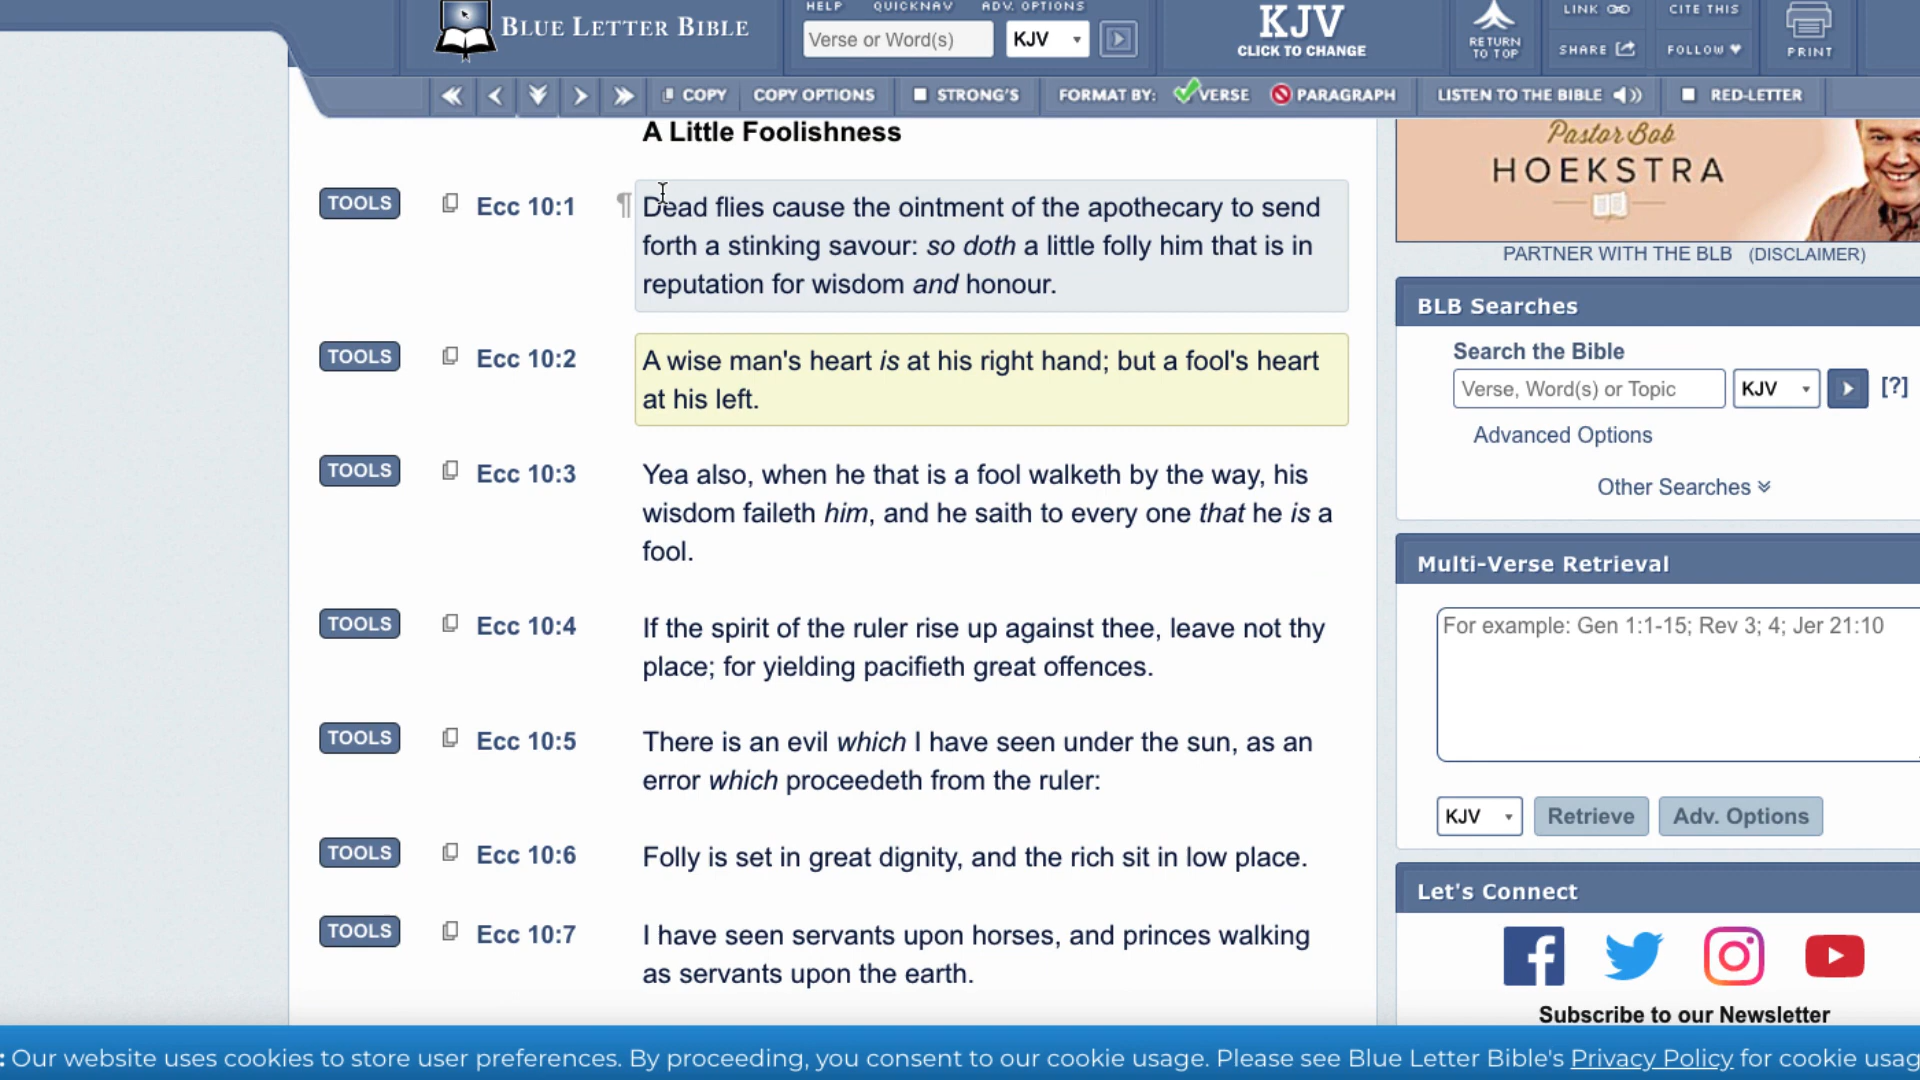 BLUE LETTER BIBLE
HELP QUICKNAV ADV. OPTIONS
Verse or Word(s) KJV
KJV
CLICK TO CHANGE
RETURN
TO TOP
LINK
SHARE
CITE THIS
FOLLOW
PRINT
COPY COPY OPTIONS STRONG'S FORMAT BY: VERSE PARAGRAPH LISTEN TO THE BIBLE RED-LETTER
A Little Foolishness
TOOLS Ecc 10:1 ¶ Dead flies cause the ointment of the apothecary to send
forth a stinking savour: so doth a little folly him that is in
reputation for wisdom and honour.
TOOLS Ecc 10:2 A wise man's heart is at his right hand; but a fool's heart
at his left.
TOOLS Ecc 10:3 Yea also, when he that is a fool walketh by the way, his
wisdom faileth him, and he saith to every one that he is a
fool.
TOOLS Ecc 10:4 If the spirit of the ruler rise up against thee, leave not thy
place; for yielding pacifieth great offences.
TOOLS Ecc 10:5 There is an evil which I have seen under the sun, as an
error which proceedeth from the ruler:
TOOLS Ecc 10:6 Folly is set in great dignity, and the rich sit in low place.
TOOLS Ecc 10:7 I have seen servants upon horses, and princes walking
as servants upon the earth.
Pastor Bob
HOEKSTRA
PARTNER WITH THE BLB (DISCLAIMER)
BLB Searches
Search the Bible
Verse, Word(s) or Topic KJV [?]
Advanced Options
Other Searches
Multi-Verse Retrieval
For example: Gen 1:1-15; Rev 3; 4; Jer 21:10
KJV Retrieve Adv. Options
Let's Connect
Subscribe to our Newsletter
: Our website uses cookies to store user preferences. By proceeding, you consent to our cookie usage. Please see Blue Letter Bible's Privacy Policy for cookie usag